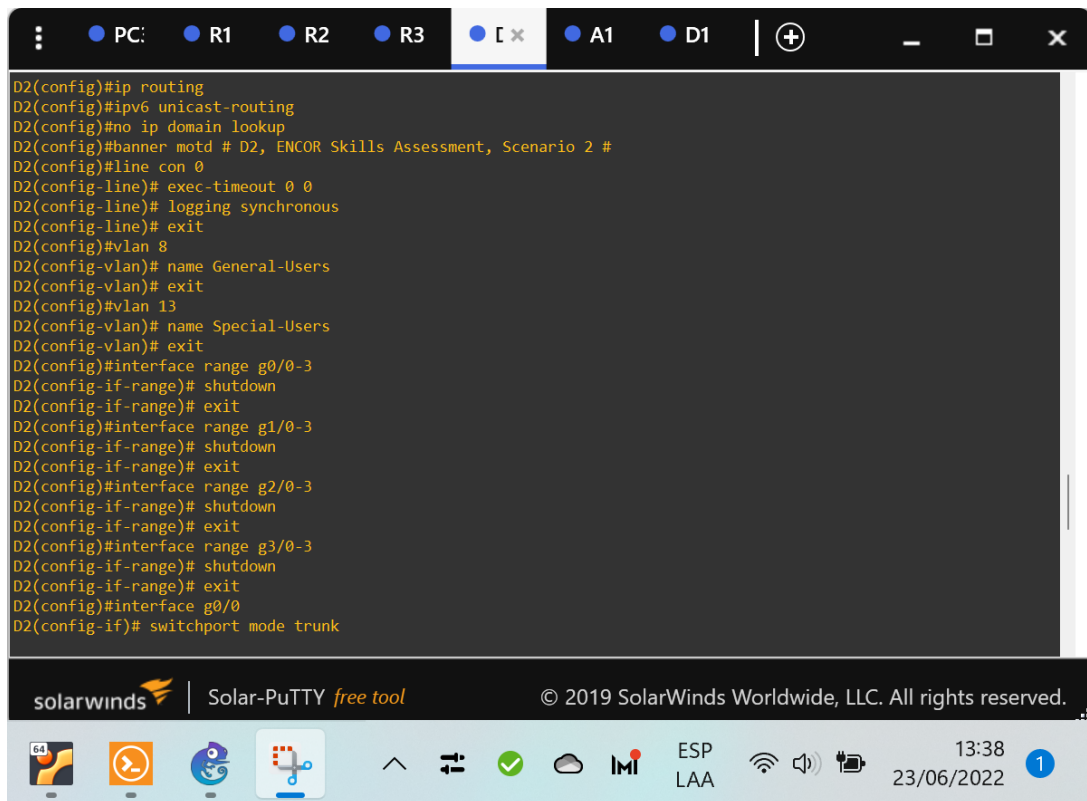 PC3 R1 R2 R3 D A1 D1
D2(config)#ip routing
D2(config)#ipv6 unicast-routing
D2(config)#no ip domain lookup
D2(config)#banner motd # D2, ENCOR Skills Assessment, Scenario 2 #
D2(config)#line con 0
D2(config-line)# exec-timeout 0 0
D2(config-line)# logging synchronous
D2(config-line)# exit
D2(config)#vlan 8
D2(config-vlan)# name General-Users
D2(config-vlan)# exit
D2(config)#vlan 13
D2(config-vlan)# name Special-Users
D2(config-vlan)# exit
D2(config)#interface range g0/0-3
D2(config-if-range)# shutdown
D2(config-if-range)# exit
D2(config)#interface range g1/0-3
D2(config-if-range)# shutdown
D2(config-if-range)# exit
D2(config)#interface range g2/0-3
D2(config-if-range)# shutdown
D2(config-if-range)# exit
D2(config)#interface range g3/0-3
D2(config-if-range)# shutdown
D2(config-if-range)# exit
D2(config)#interface g0/0
D2(config-if)# switchport mode trunk
solarwinds Solar-PuTTY free tool © 2019 SolarWinds Worldwide, LLC. All rights reserved.
64
ESP 13:38
LAA 23/06/2022 1